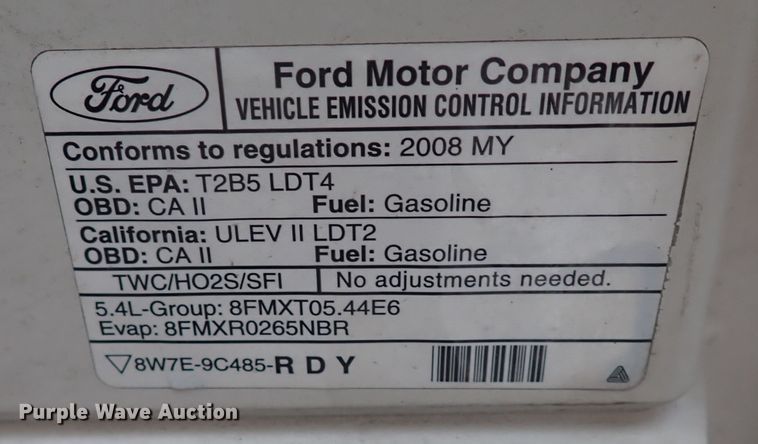 Ford
Ford Motor Company
VEHICLE EMISSION CONTROL INFORMATION
Conforms to regulations: 2008 MY
U.S. EPA: T2B5 LDT4
OBD: CA II Fuel: Gasoline
California: ULEV II LDT2
OBD: CA II Fuel: Gasoline
TWC/HO2S/SFI No adjustments needed.
5.4L-Group: 8FMXT05.44E6
Evap: 8FMXR0265NBR
▽8W7E-9C485-R D Y
Purple Wave Auction